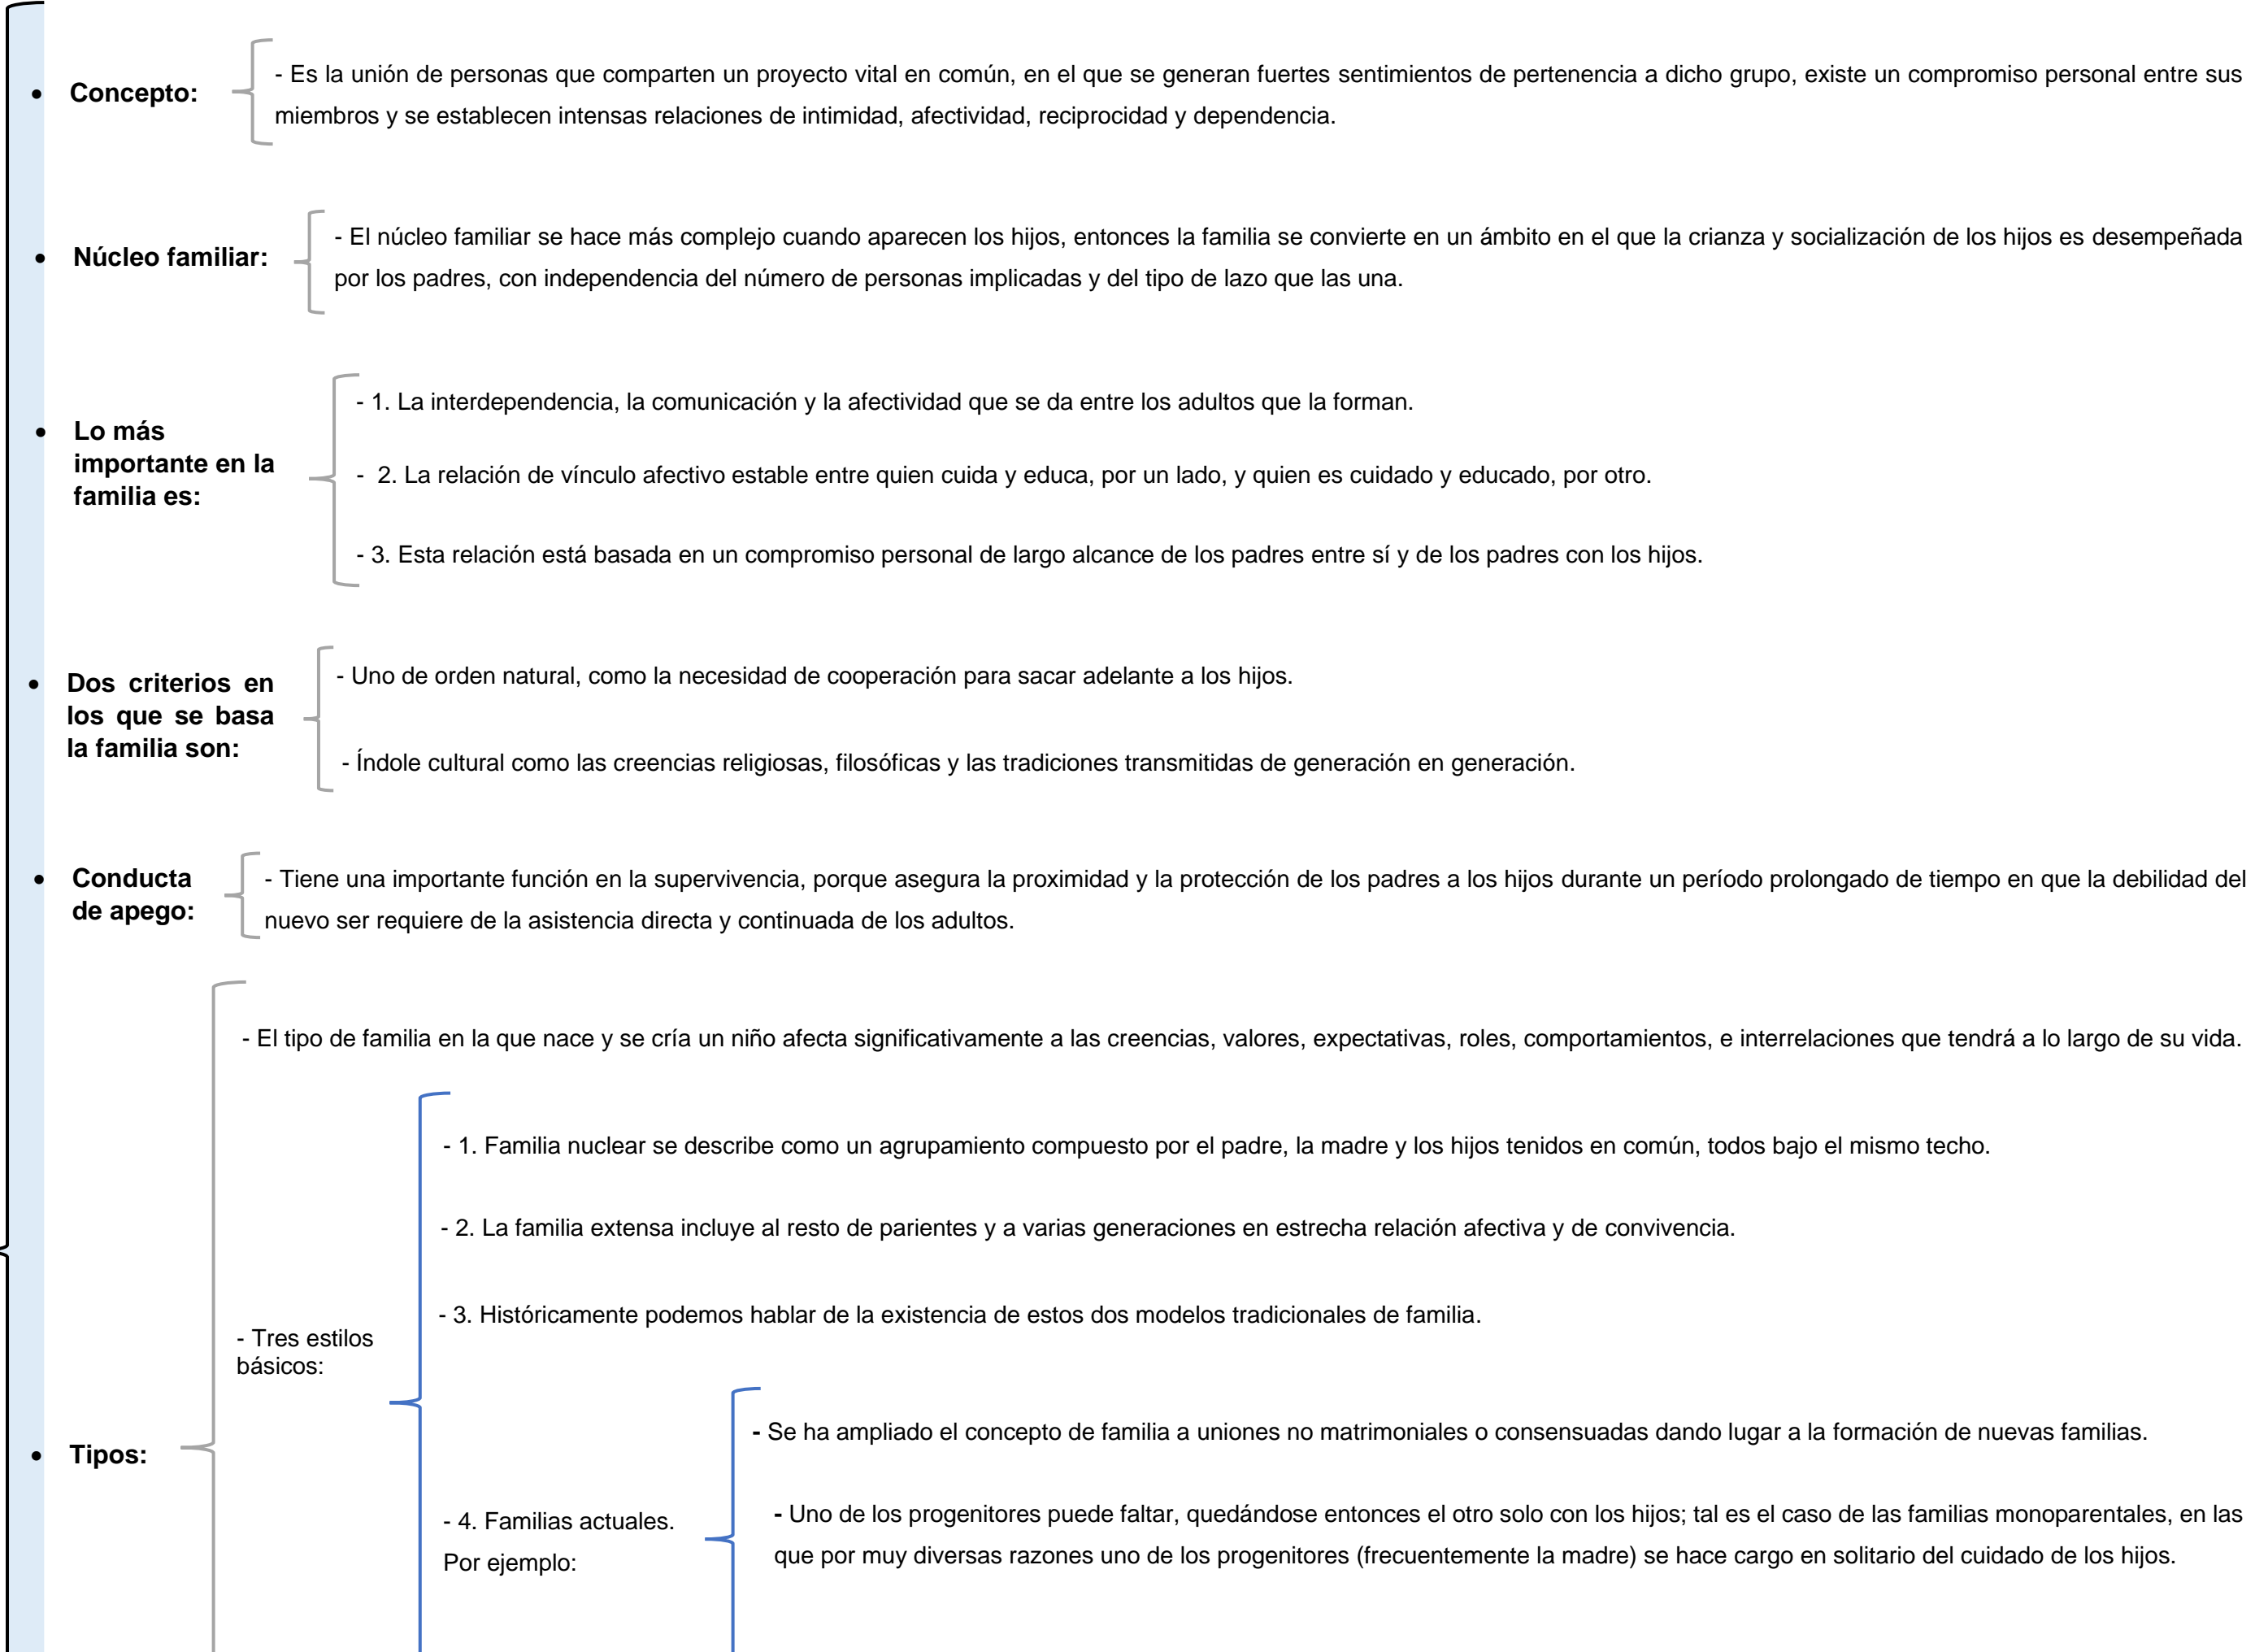 • Concepto:
- Es la unión de personas que comparten un proyecto vital en común, en el que se generan fuertes sentimientos de pertenencia a dicho grupo, existe un compromiso personal entre sus
miembros y se establecen intensas relaciones de intimidad, afectividad, reciprocidad y dependencia.
• Núcleo familiar:
- El núcleo familiar se hace más complejo cuando aparecen los hijos, entonces la familia se convierte en un ámbito en el que la crianza y socialización de los hijos es desempeñada
por los padres, con independencia del número de personas implicadas y del tipo de lazo que las una.
• Lo más
importante en la
familia es:
- 1. La interdependencia, la comunicación y la afectividad que se da entre los adultos que la forman.
- 2. La relación de vínculo afectivo estable entre quien cuida y educa, por un lado, y quien es cuidado y educado, por otro.
- 3. Esta relación está basada en un compromiso personal de largo alcance de los padres entre sí y de los padres con los hijos.
• Dos criterios en
los que se basa
la familia son:
- Uno de orden natural, como la necesidad de cooperación para sacar adelante a los hijos.
- Índole cultural como las creencias religiosas, filosóficas y las tradiciones transmitidas de generación en generación.
• Conducta
de apego:
- Tiene una importante función en la supervivencia, porque asegura la proximidad y la protección de los padres a los hijos durante un período prolongado de tiempo en que la debilidad del
nuevo ser requiere de la asistencia directa y continuada de los adultos.
• Tipos:
- El tipo de familia en la que nace y se cría un niño afecta significativamente a las creencias, valores, expectativas, roles, comportamientos, e interrelaciones que tendrá a lo largo de su vida.
- Tres estilos
básicos:
- 1. Familia nuclear se describe como un agrupamiento compuesto por el padre, la madre y los hijos tenidos en común, todos bajo el mismo techo.
- 2. La familia extensa incluye al resto de parientes y a varias generaciones en estrecha relación afectiva y de convivencia.
- 3. Históricamente podemos hablar de la existencia de estos dos modelos tradicionales de familia.
- 4. Familias actuales.
Por ejemplo:
- Se ha ampliado el concepto de familia a uniones no matrimoniales o consensuadas dando lugar a la formación de nuevas familias.
- Uno de los progenitores puede faltar, quedándose entonces el otro solo con los hijos; tal es el caso de las familias monoparentales, en las
que por muy diversas razones uno de los progenitores (frecuentemente la madre) se hace cargo en solitario del cuidado de los hijos.